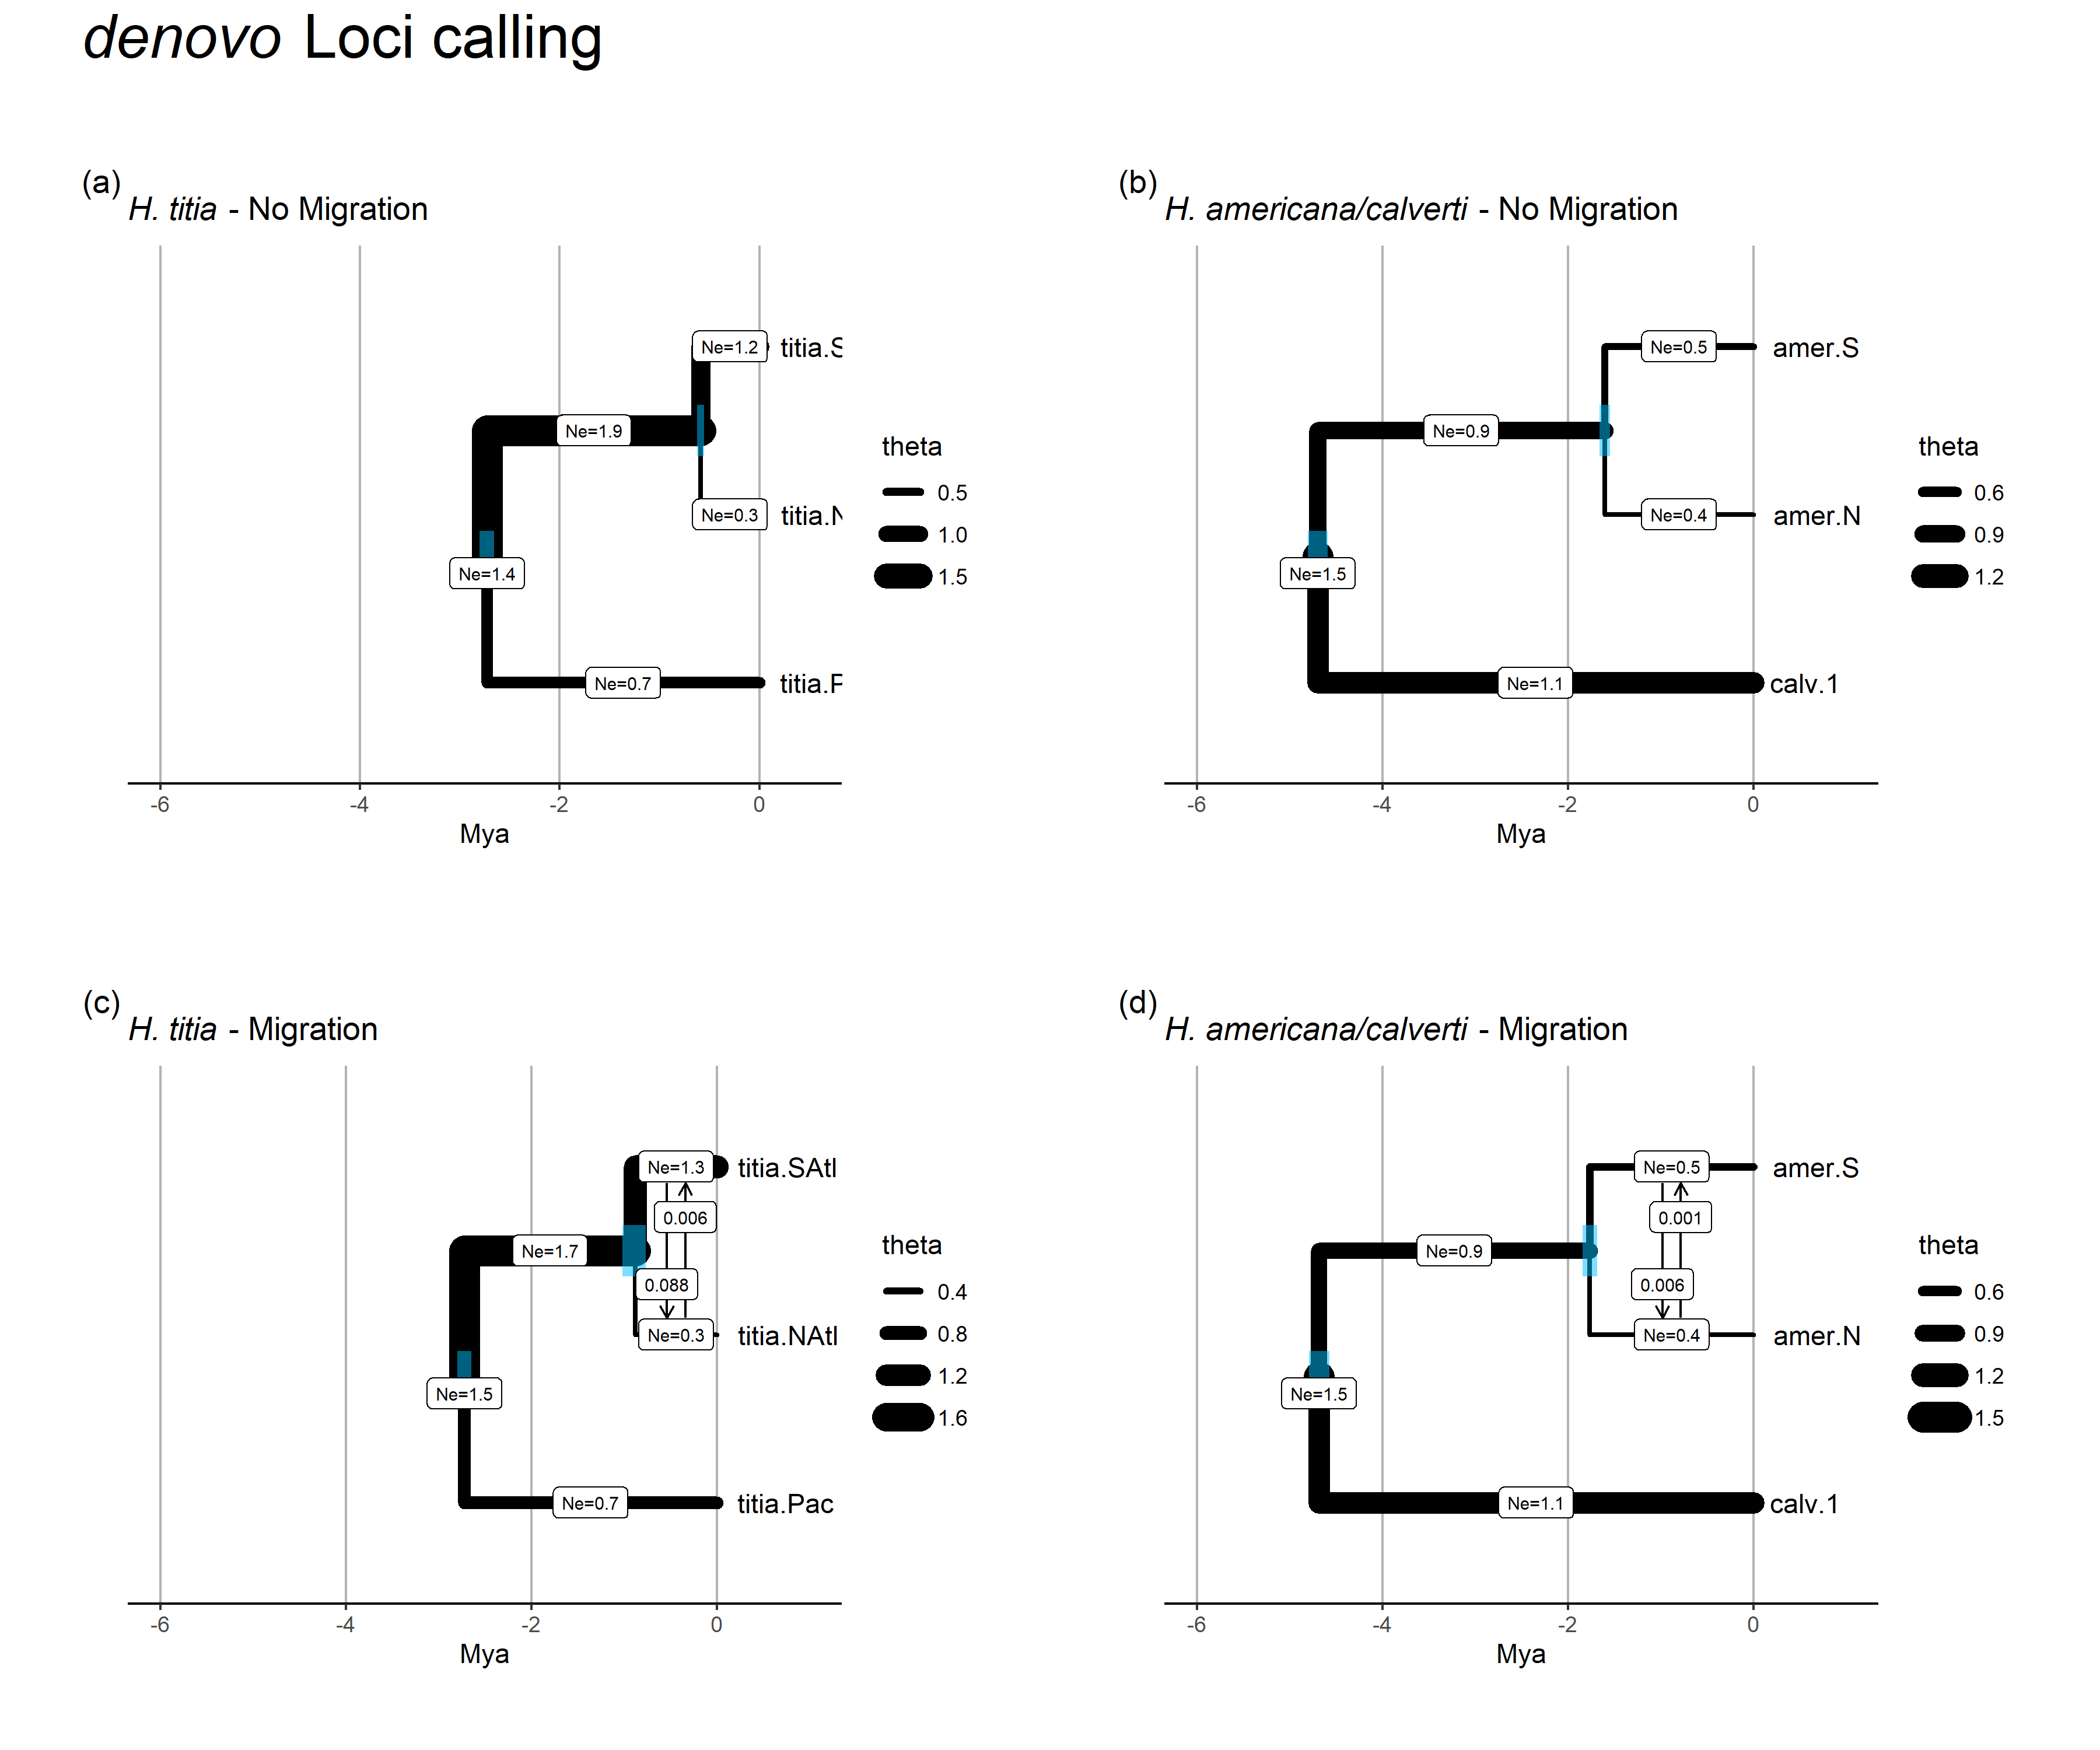 denovo Loci calling
(a)
H. titia - No Migration
Ne=1.2
titia.S
Ne=1.9
Ne=0.3
titia.N
Ne=1.4
Ne=0.7
titia.P
-6 -4 -2 0
Mya
theta
0.5
1.0
1.5
(b)
H. americana/calverti - No Migration
Ne=0.5
amer.S
Ne=0.9
Ne=0.4
amer.N
Ne=1.5
Ne=1.1
calv.1
-6 -4 -2 0
Mya
theta
0.6
0.9
1.2
(c)
H. titia - Migration
Ne=1.3
titia.SAtl
0.006
Ne=1.7
0.088
Ne=0.3
titia.NAtl
Ne=1.5
Ne=0.7
titia.Pac
-6 -4 -2 0
Mya
theta
0.4
0.8
1.2
1.6
(d)
H. americana/calverti - Migration
Ne=0.5
amer.S
0.001
Ne=0.9
0.006
Ne=0.4
amer.N
Ne=1.5
Ne=1.1
calv.1
-6 -4 -2 0
Mya
theta
0.6
0.9
1.2
1.5